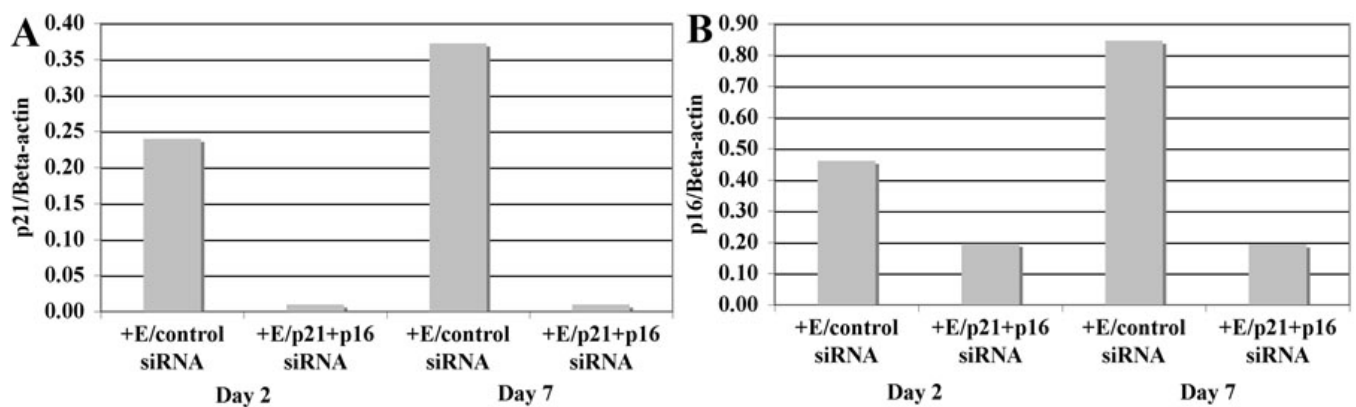 A
p21/Beta-actin
0.40
0.35
0.30
0.25
0.20
0.15
0.10
0.05
0.00
+E/control +E/p21+p16 +E/control +E/p21+p16
siRNA siRNA siRNA siRNA
Day 2 Day 7
B
p16/Beta-actin
0.90
0.80
0.70
0.60
0.50
0.40
0.30
0.20
0.10
0.00
+E/control +E/p21+p16 +E/control +E/p21+p16
siRNA siRNA siRNA siRNA
Day 2 Day 7